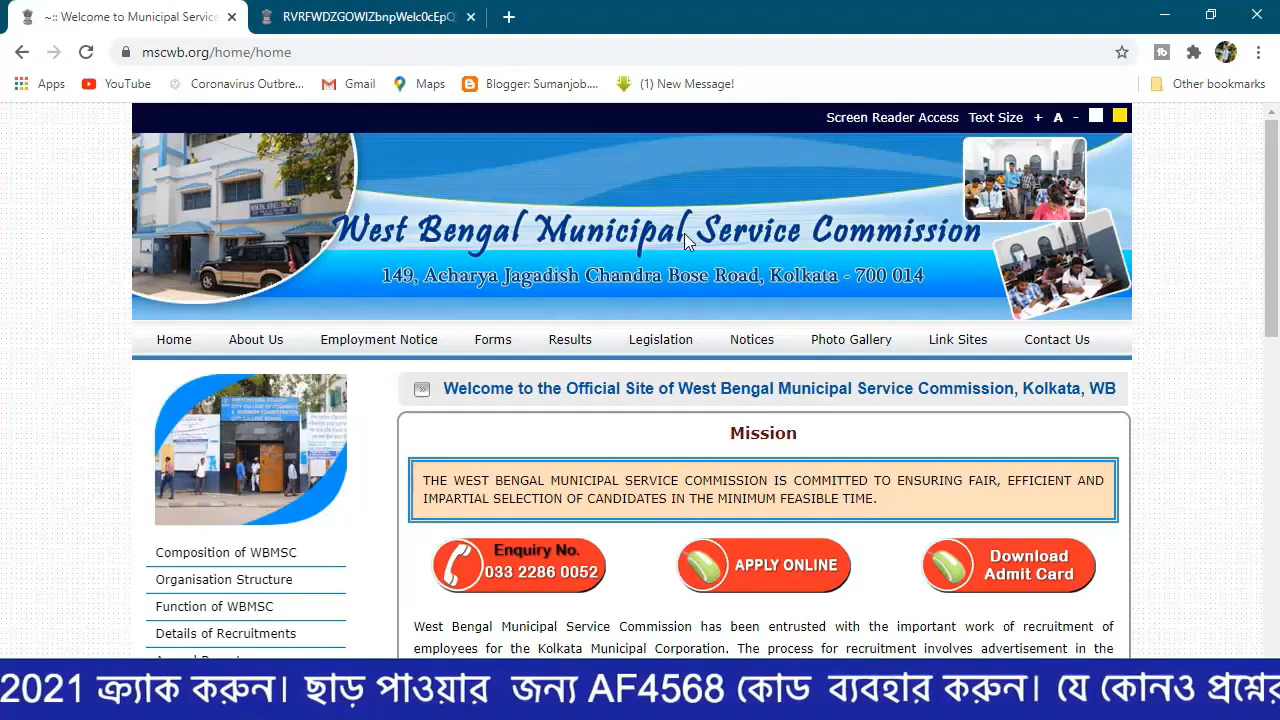 ~:: Welcome to Municipal Service
RVRFWDZGOWlZbnpWelc0cEpQ
mscwb.org/home/home
Apps
YouTube
Coronavirus Outbre...
Gmail
Maps
Blogger: Sumanjob....
(1) New Message!
Other bookmarks
Screen Reader Access Text Size + A -
West Bengal Municipal Service Commission
149, Acharya Jagadish Chandra Bose Road, Kolkata - 700 014
Home About Us Employment Notice Forms Results Legislation Notices Photo Gallery Link Sites Contact Us
Welcome to the Official Site of West Bengal Municipal Service Commission, Kolkata, WB
Mission
THE WEST BENGAL MUNICIPAL SERVICE COMMISSION IS COMMITTED TO ENSURING FAIR, EFFICIENT AND
IMPARTIAL SELECTION OF CANDIDATES IN THE MINIMUM FEASIBLE TIME.
Enquiry No.
033 2286 0052
APPLY ONLINE
Download
Admit Card
Composition of WBMSC
Organisation Structure
Function of WBMSC
Details of Recruitments
West Bengal Municipal Service Commission has been entrusted with the important work of recruitment of
employees for the Kolkata Municipal Corporation. The process for recruitment involves advertisement in the
2021 ক্র্যাক করুন। ছাড় পাওয়ার জন্য AF4568 কোড ব্যবহার করুন। যে কোনও প্রশ্নের